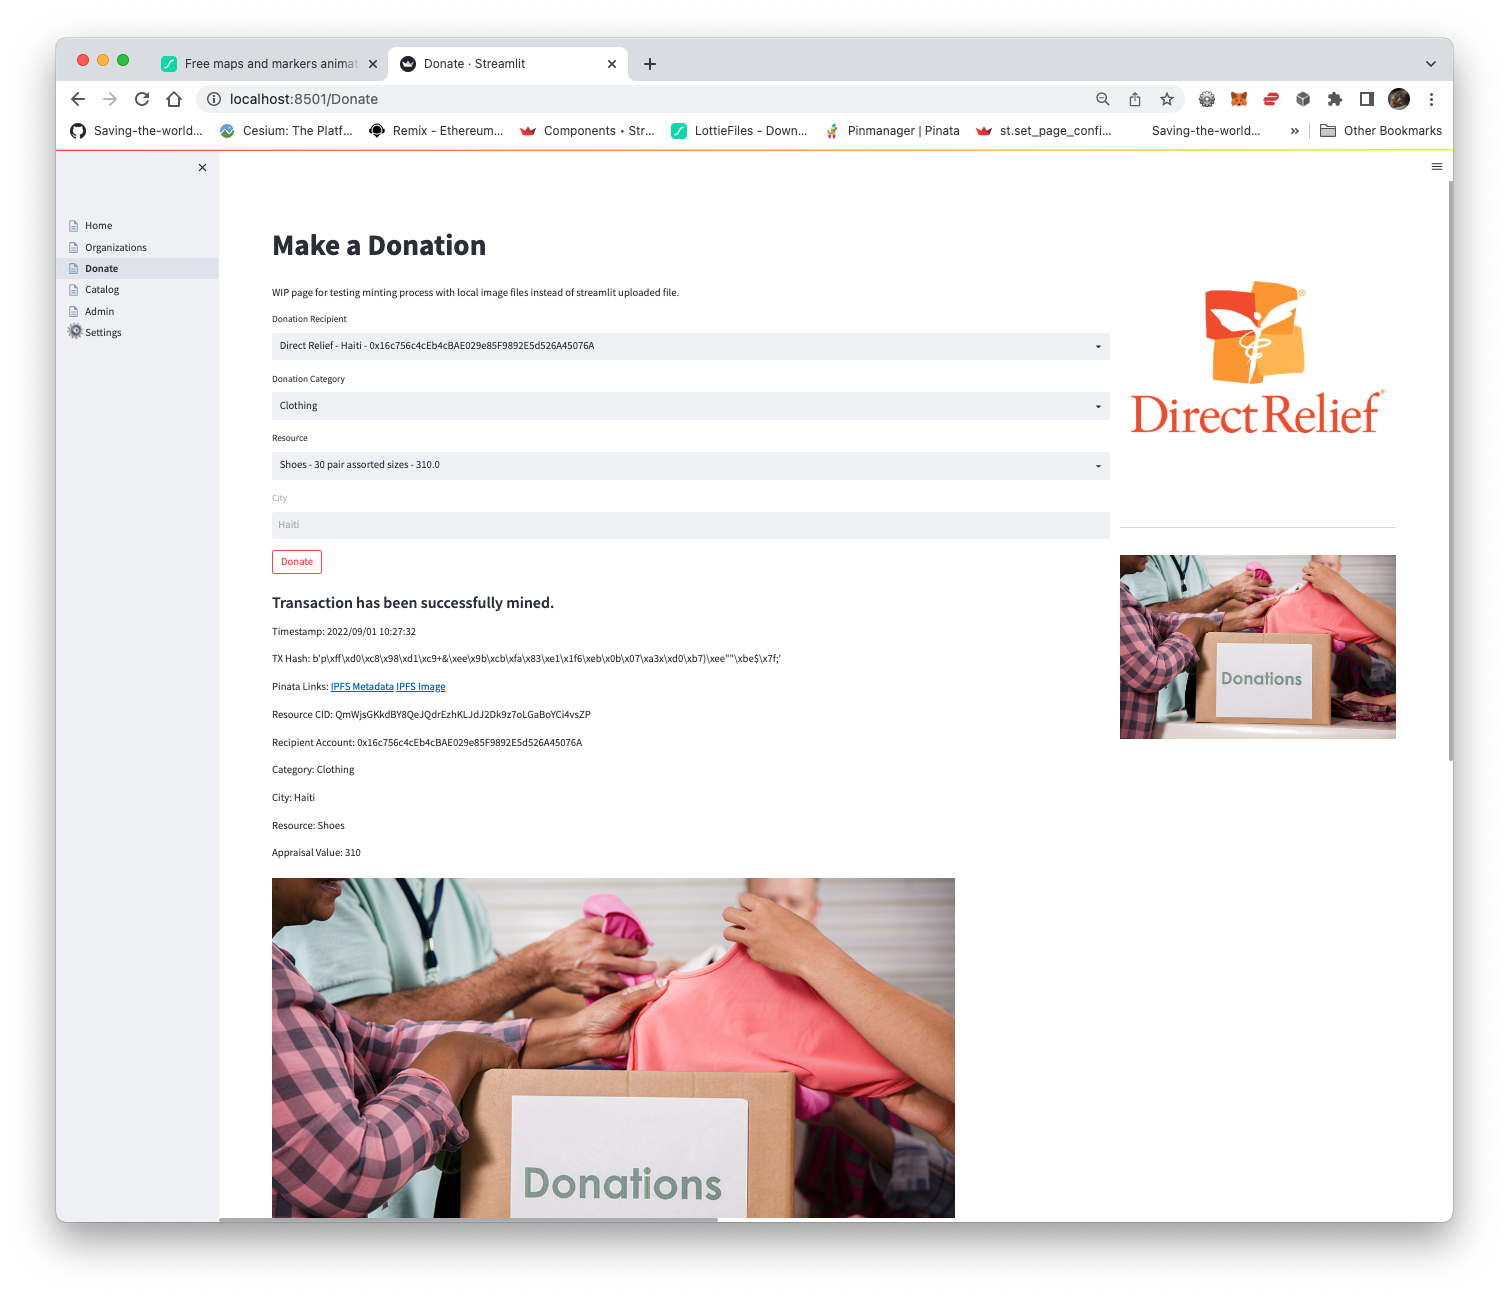 Free maps and markers animat
Donate · Streamlit
localhost:8501/Donate
Saving-the-world...
Cesium: The Platf...
Remix - Ethereum...
Components • Str...
LottieFiles - Down...
Pinmanager | Pinata
st.set_page_confi...
Saving-the-world...
»
Other Bookmarks
Home
Organizations
Donate
Catalog
Admin
Settings
Make a Donation
WIP page for testing minting process with local image files instead of streamlit uploaded file.
Donation Recipient
Direct Relief - Haiti - 0x16c756c4cEb4cBAE029e85F9892E5d526A45076A
Donation Category
Clothing
Resource
Shoes - 30 pair assorted sizes - 310.0
City
Haiti
Donate
Transaction has been successfully mined.
Timestamp: 2022/09/01 10:27:32
TX Hash: b'p\xff\xd0\xc8\x98\xd1\xc9+&\xee\x9b\xcb\xfa\x83\xe1\x1f6\xeb\x0b\x07\xa3x\xd0\xb7)\xee""\xbe$\x7f;'
Pinata Links: IPFS Metadata IPFS Image
Resource CID: QmWjsGKkdBY8QeJQdrEzhKLJdJ2Dk9z7oLGaBoYCi4vsZP
Recipient Account: 0x16c756c4cEb4cBAE029e85F9892E5d526A45076A
Category: Clothing
City: Haiti
Resource: Shoes
Appraisal Value: 310
Donations
®
Direct Relief®
Donations